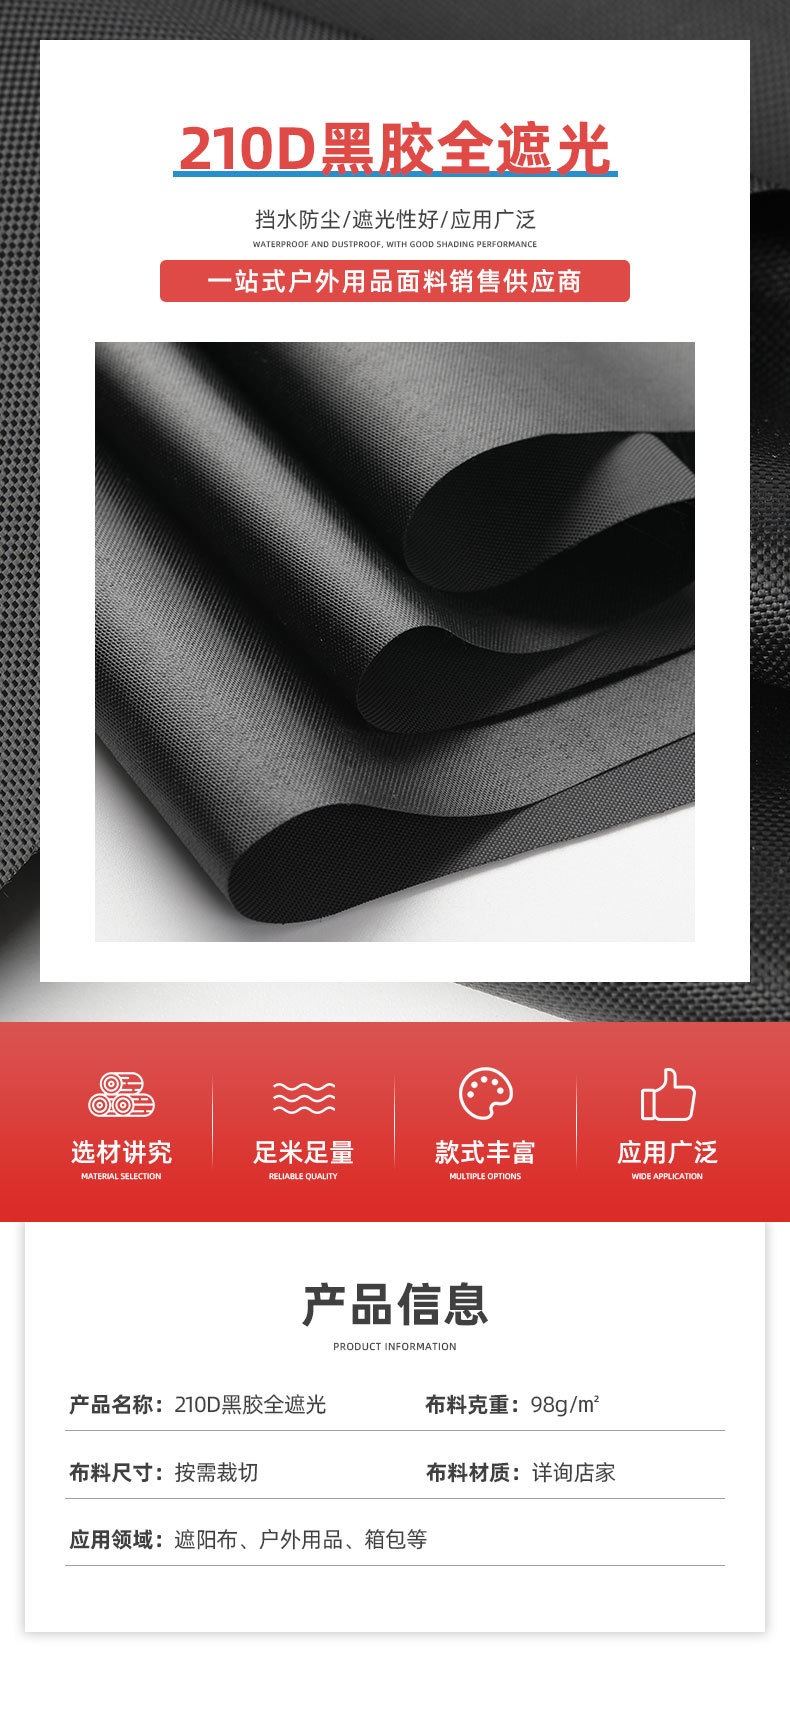 210D黑胶全遮光
挡水防尘/遮光性好/应用广泛
WATERPROOF AND DUSTPROOF, WITH GOOD SHADING PERFORMANCE
一站式户外用品面料销售供应商
选材讲究 足米足量 款式丰富 应用广泛
MATERIAL SELECTION RELIABLE QUALITY MULTIPLE OPTIONS WIDE APPLICATION
产品信息
PRODUCT INFORMATION
产品名称：210D黑胶全遮光 布料克重：98g/m²
布料尺寸：按需裁切 布料材质：详询店家
应用领域：遮阳布、户外用品、箱包等